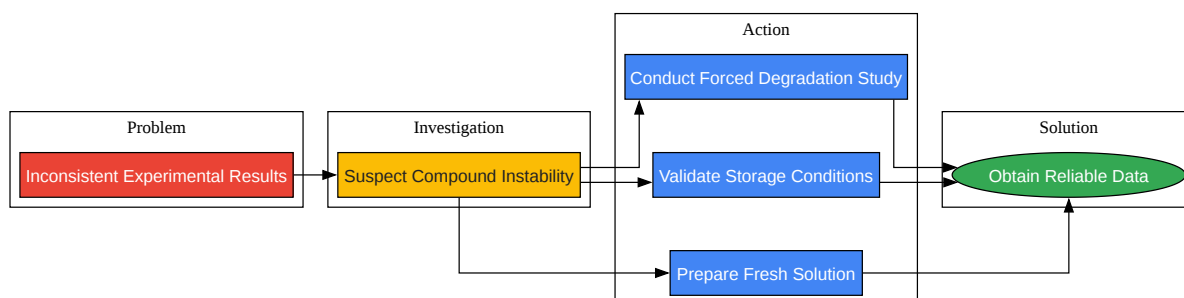 Problem
Inconsistent Experimental Results
Investigation
Suspect Compound Instability
Action
Conduct Forced Degradation Study
Validate Storage Conditions
Prepare Fresh Solution
Solution
Obtain Reliable Data